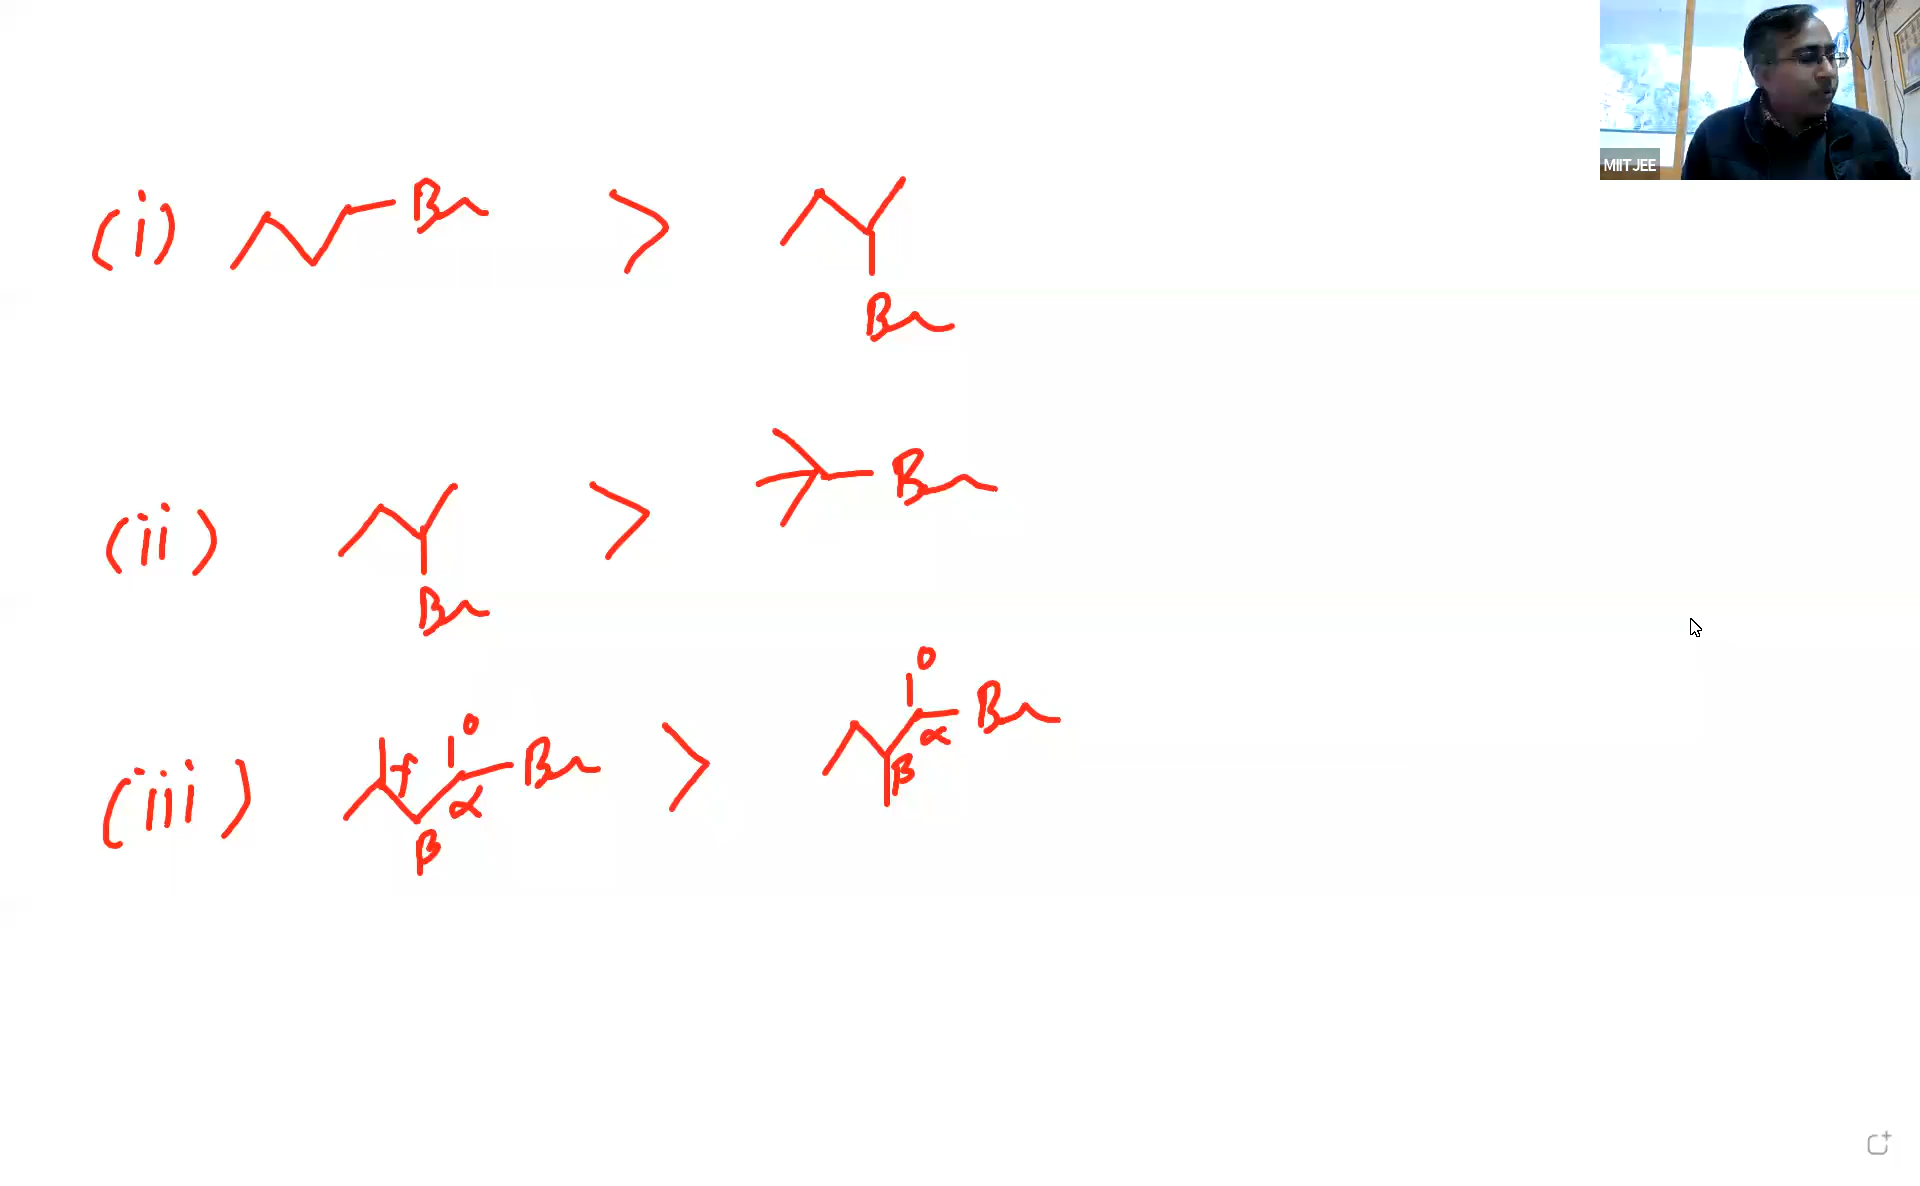 MIIT JEE
(i) Br > Br
(ii) Br > Br
(iii) γ β α 1° Br > β α 1° Br